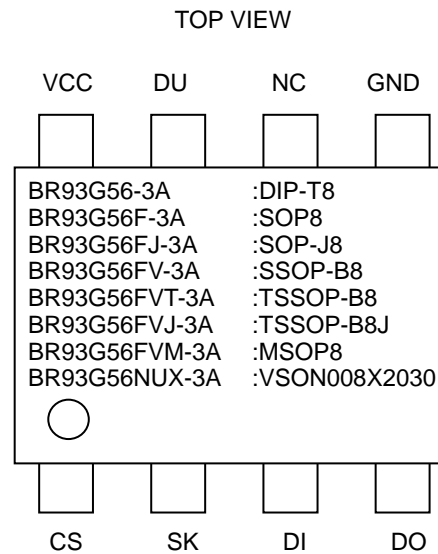 TOP VIEW
VCC DU NC GND
BR93G56-3A :DIP-T8
BR93G56F-3A :SOP8
BR93G56FJ-3A :SOP-J8
BR93G56FV-3A :SSOP-B8
BR93G56FVT-3A :TSSOP-B8
BR93G56FVJ-3A :TSSOP-B8J
BR93G56FVM-3A :MSOP8
BR93G56NUX-3A :VSON008X2030
CS SK DI DO